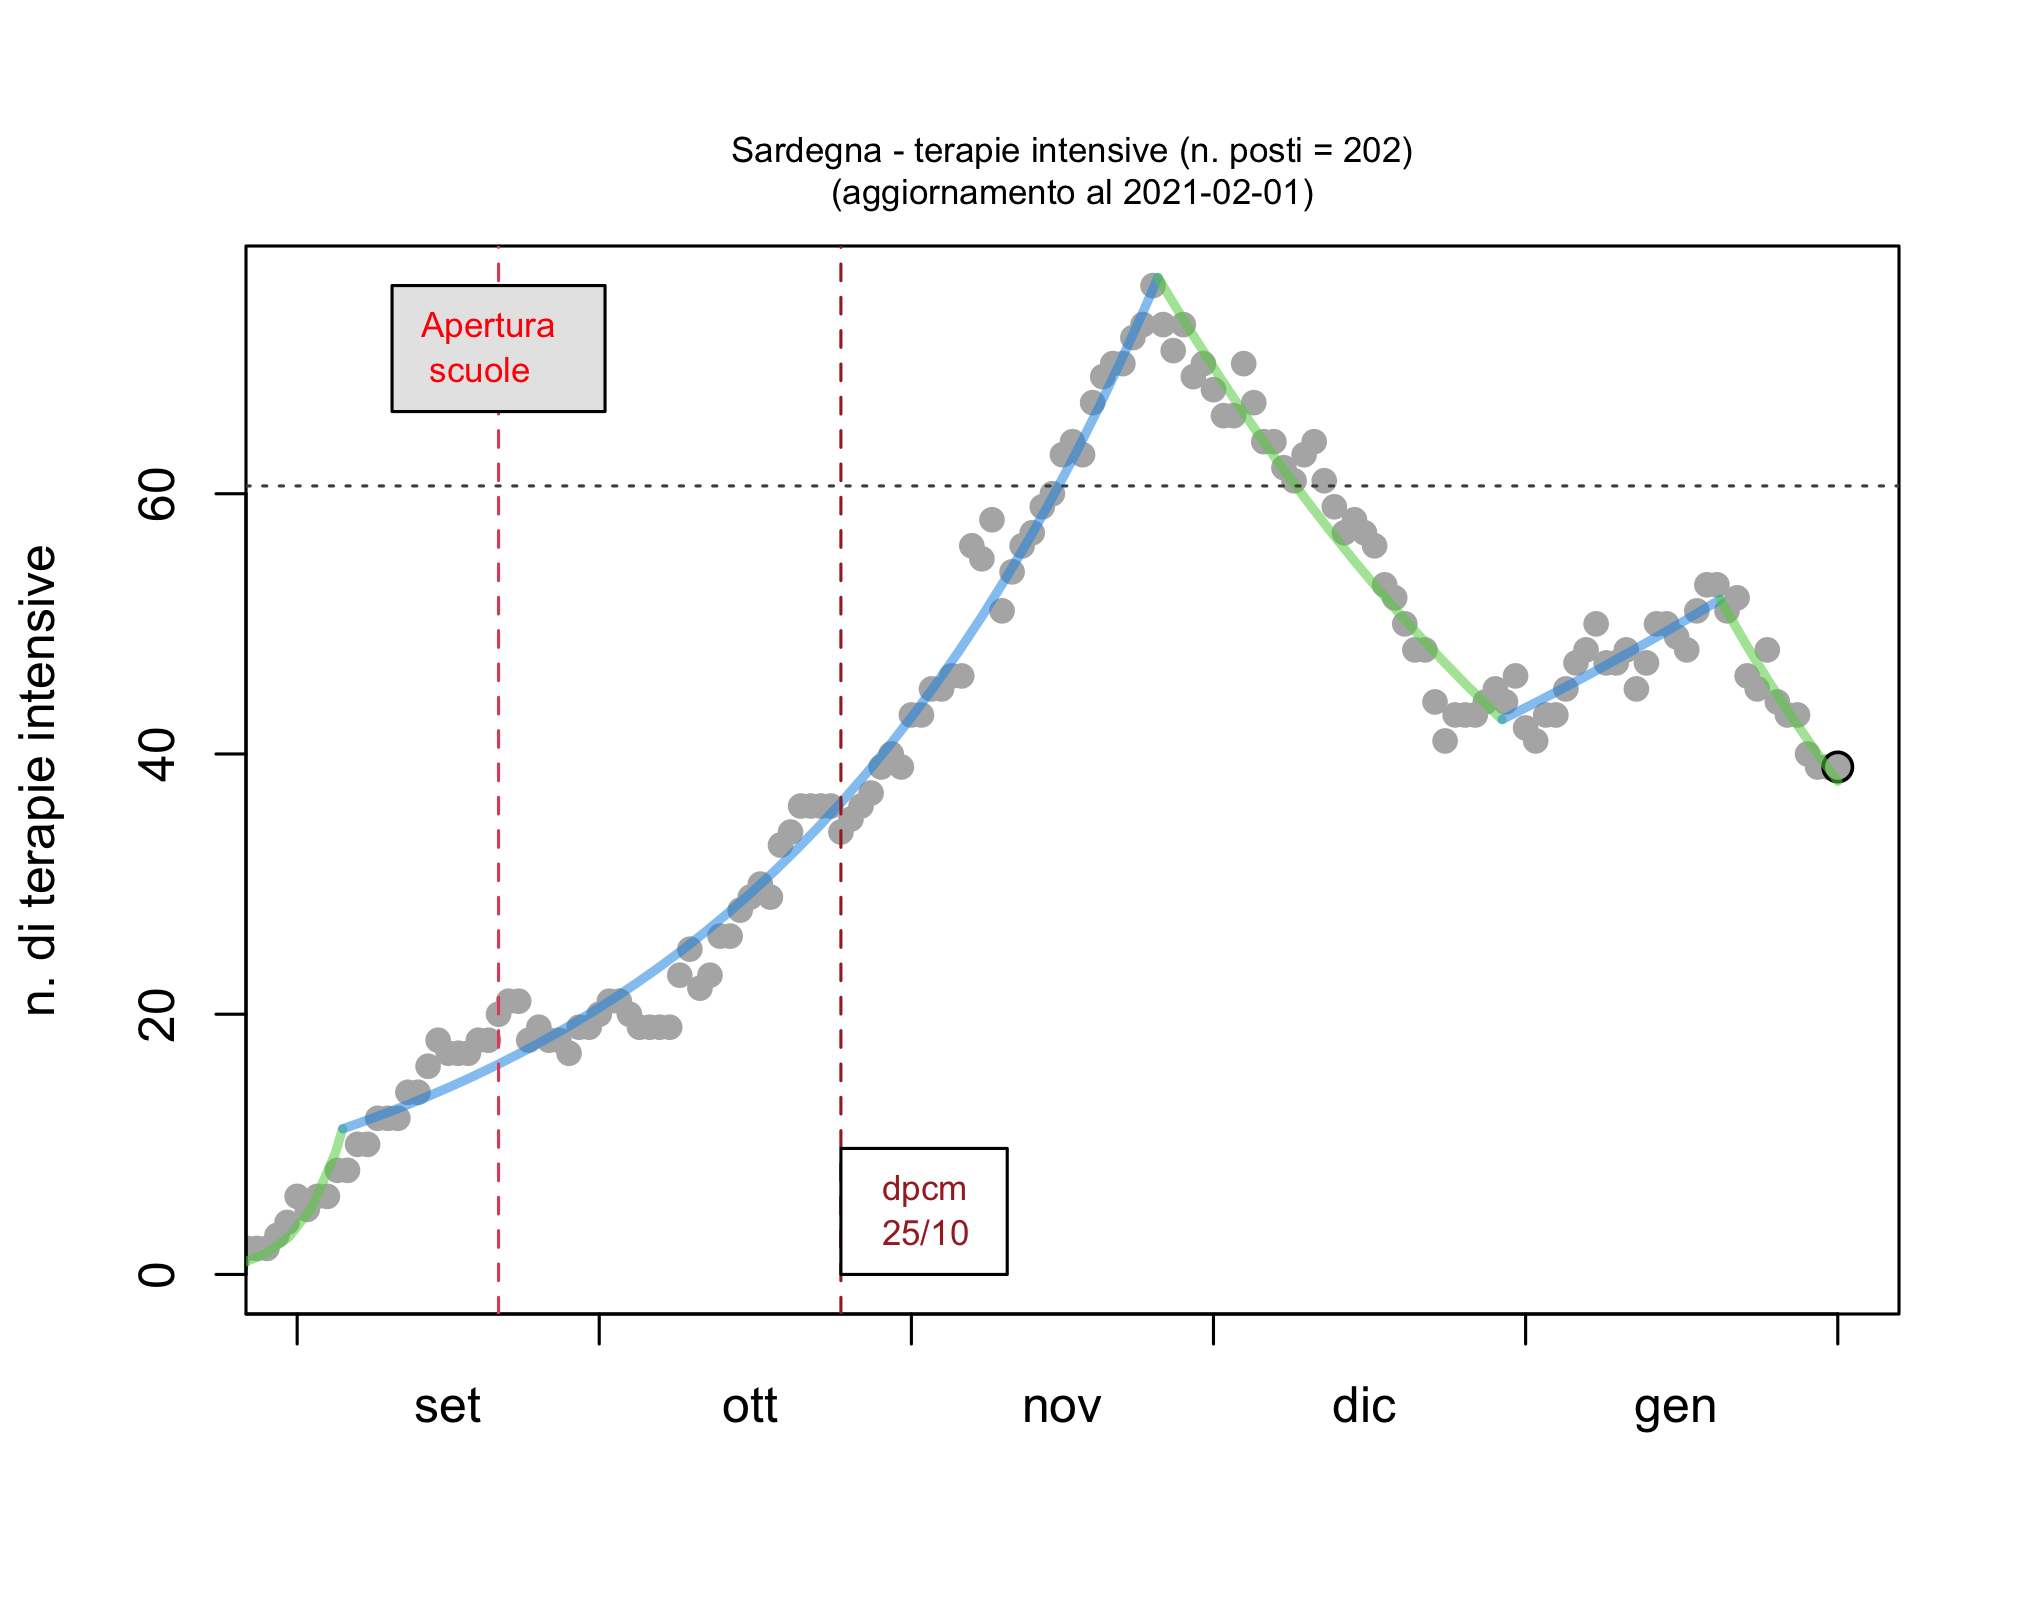 Sardegna - terapie intensive (n. posti = 202)
(aggiornamento al 2021-02-01)
Apertura
scuole
n. di terapie intensive
60
40
20
0
dpcm
25/10
set ott nov dic gen